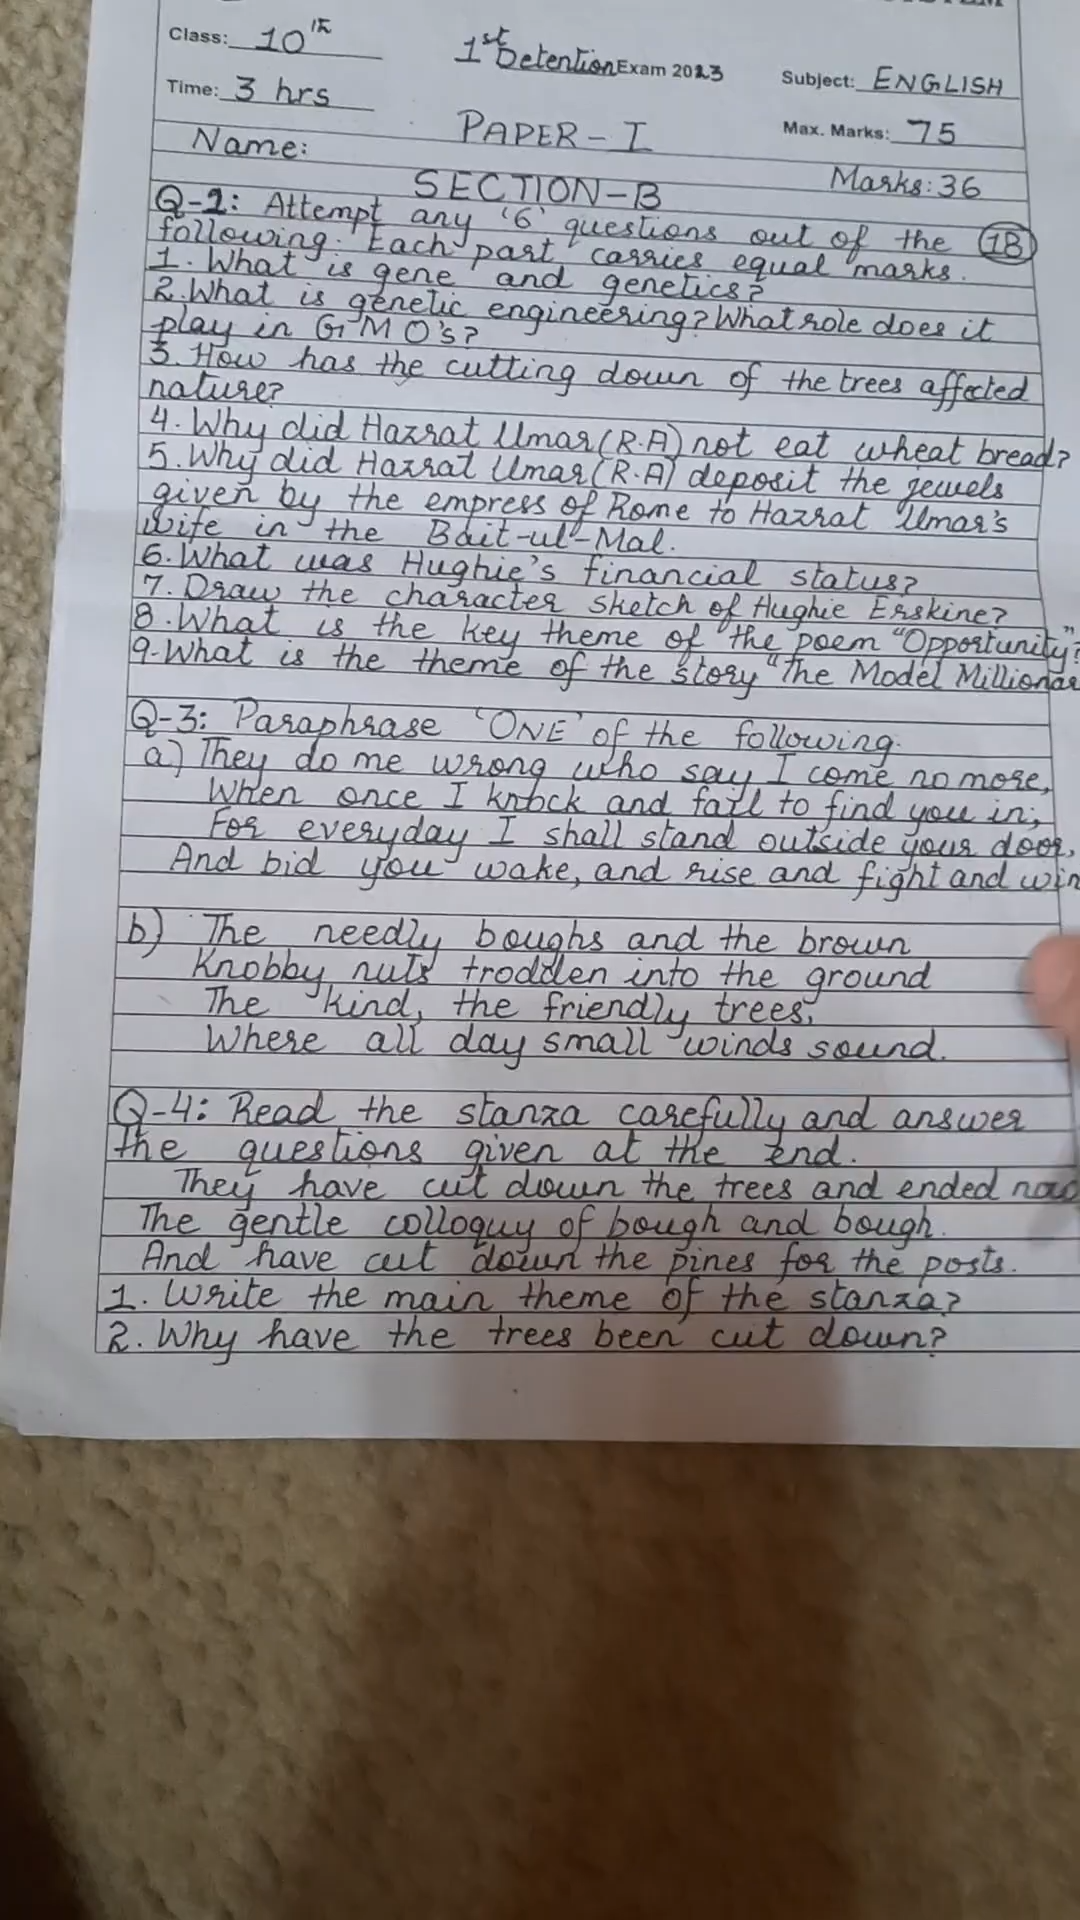 Class: 10th
1st Detention Exam 2023
Subject: ENGLISH
Time: 3 hrs
PAPER-I
Max. Marks: 75
Name:
SECTION-B
Marks: 36
Q-2: Attempt any '6' questions out of the (18)
following. Each part carries equal marks.
1. What is gene and genetics?
2. What is genetic engineering? What role does it
play in GMO's?
3. How has the cutting down of the trees affected
nature?
4. Why did Hazrat Umar (R.A) not eat wheat bread?
5. Why did Hazrat Umar (R.A) deposit the jewels
given by the empress of Rome to Hazrat Umar's
wife in the Bait-ul-Mal.
6. What was Hughie's financial status?
7. Draw the character sketch of Hughie Erskine?
8. What is the key theme of the poem "Opportunity"?
9. What is the theme of the story "The Model Milliona
Q-3: Paraphrase 'ONE' of the following.
a) They do me wrong who say I come no more,
When once I knock and fail to find you in;
For everyday I shall stand outside your door,
And bid you wake, and rise and fight and win
b) The needly boughs and the brown
Knobby nuts trodden into the ground
The kind, the friendly trees,
Where all day small winds sound.
Q-4: Read the stanza carefully and answer
the questions given at the end.
They have cut down the trees and ended now
The gentle colloquy of bough and bough.
And have cut down the pines for the posts.
1. Write the main theme of the stanza?
2. Why have the trees been cut down?